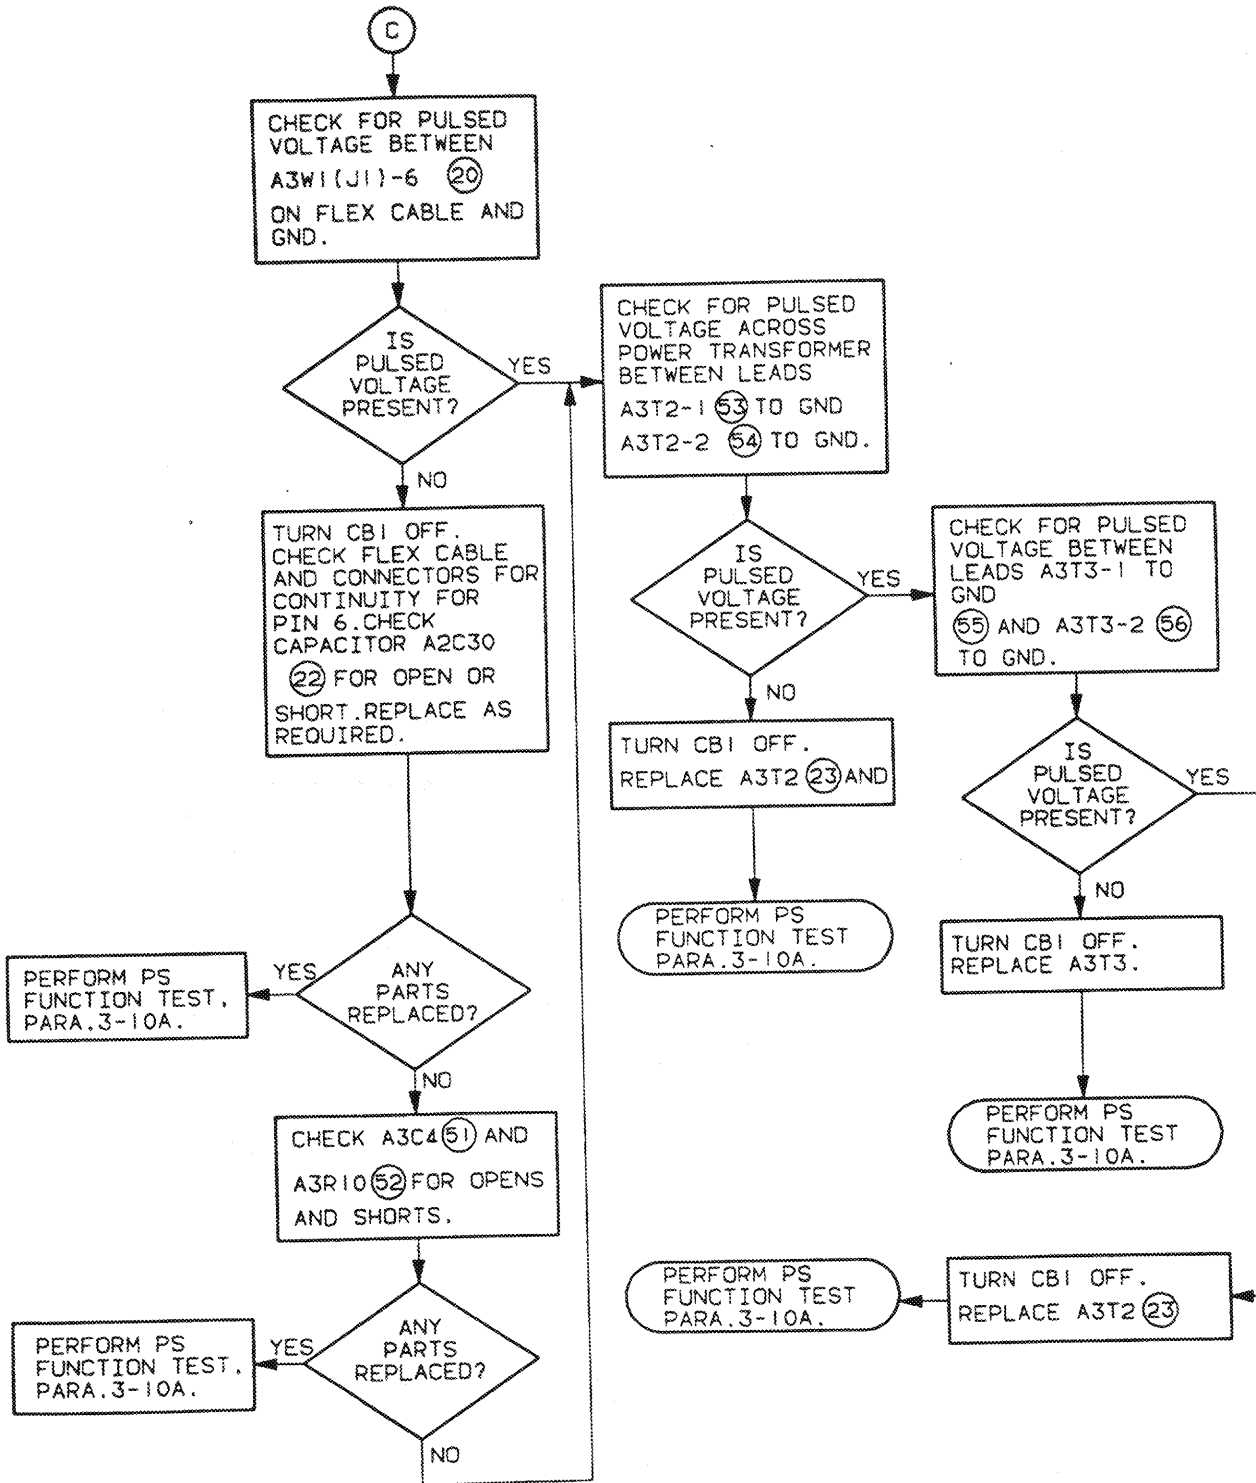 C
CHECK FOR PULSED
VOLTAGE BETWEEN
A3W1(J1)-6 20
ON FLEX CABLE AND
GND.
IS
PULSED
VOLTAGE
PRESENT?
YES
NO
TURN CB1 OFF.
CHECK FLEX CABLE
AND CONNECTORS FOR
CONTINUITY FOR
PIN 6.CHECK
CAPACITOR A2C30
22 FOR OPEN OR
SHORT.REPLACE AS
REQUIRED.
ANY
PARTS
REPLACED?
YES
PERFORM PS
FUNCTION TEST.
PARA.3-10A.
NO
CHECK A3C4 51 AND
A3R10 52 FOR OPENS
AND SHORTS.
ANY
PARTS
REPLACED?
YES
PERFORM PS
FUNCTION TEST.
PARA.3-10A.
NO
CHECK FOR PULSED
VOLTAGE ACROSS
POWER TRANSFORMER
BETWEEN LEADS
A3T2-1 53 TO GND
A3T2-2 54 TO GND.
IS
PULSED
VOLTAGE
PRESENT?
YES
NO
TURN CB1 OFF.
REPLACE A3T2 23 AND
PERFORM PS
FUNCTION TEST
PARA.3-10A.
CHECK FOR PULSED
VOLTAGE BETWEEN
LEADS A3T3-1 TO
GND
55 AND A3T3-2 56
TO GND.
IS
PULSED
VOLTAGE
PRESENT?
YES
NO
TURN CB1 OFF.
REPLACE A3T3.
PERFORM PS
FUNCTION TEST
PARA.3-10A.
TURN CB1 OFF.
REPLACE A3T2 23
PERFORM PS
FUNCTION TEST
PARA.3-10A.